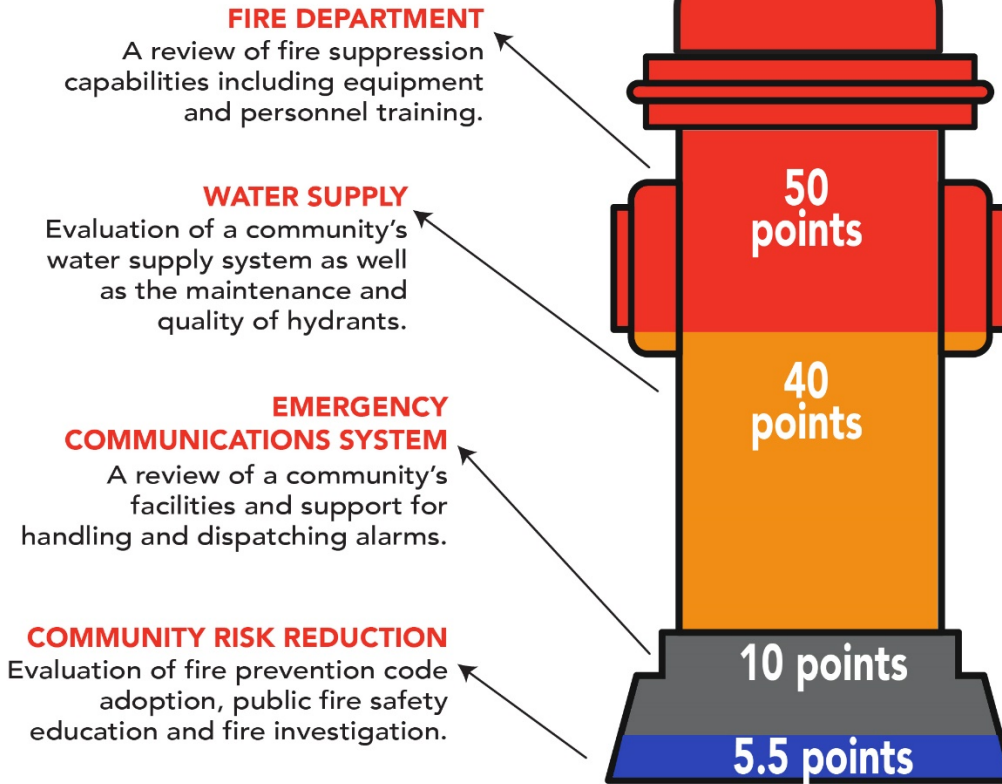 FIRE DEPARTMENT
A review of fire suppression
capabilities including equipment
and personnel training.
50
points
WATER SUPPLY
Evaluation of a community’s
water supply system as well
as the maintenance and
quality of hydrants.
40
points
EMERGENCY
COMMUNICATIONS SYSTEM
A review of a community’s
facilities and support for
handling and dispatching alarms.
10 points
COMMUNITY RISK REDUCTION
Evaluation of fire prevention code
adoption, public fire safety
education and fire investigation.
5.5 points